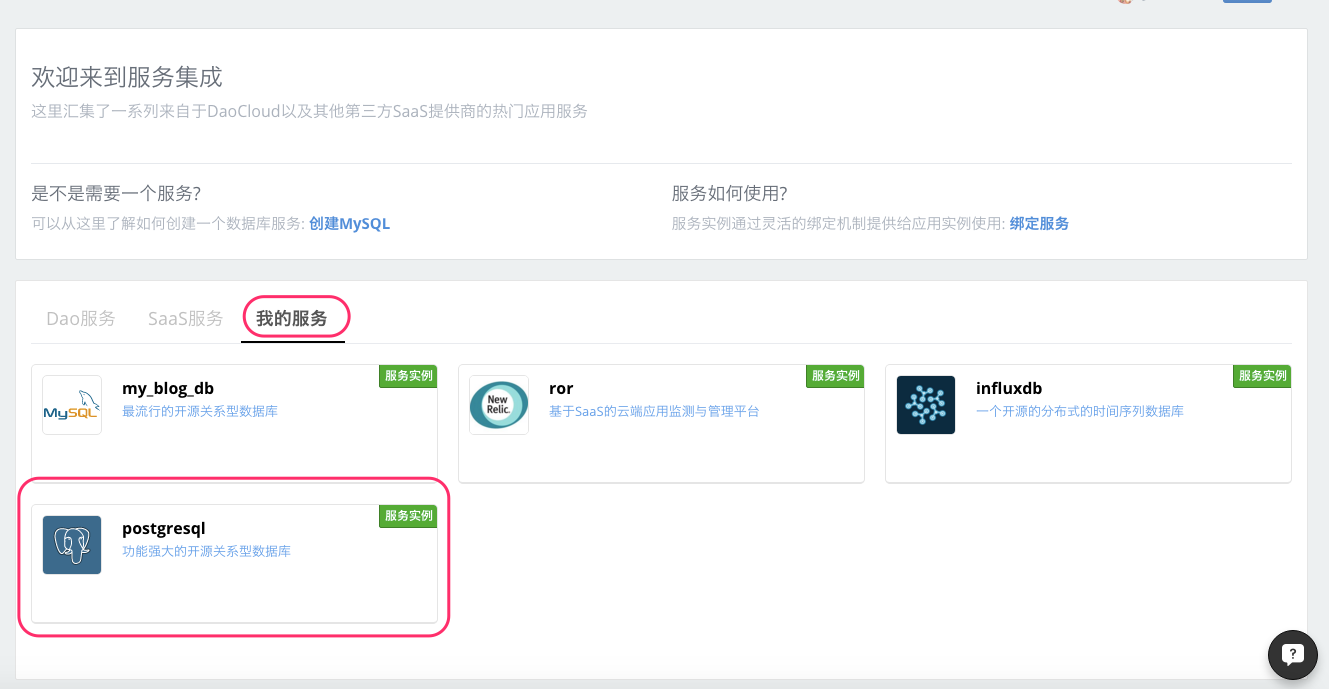 欢迎来到服务集成
这里汇集了一系列来自于DaoCloud以及其他第三方SaaS提供商的热门应用服务
是不是需要一个服务?
可以从这里了解如何创建一个数据库服务: 创建MySQL
服务如何使用?
服务实例通过灵活的绑定机制提供给应用实例使用: 绑定服务
Dao服务 SaaS服务 我的服务
MySQL
my_blog_db
最流行的开源关系型数据库
服务实例
New
Relic.
ror
基于SaaS的云端应用监测与管理平台
服务实例
influxdb
一个开源的分布式的时间序列数据库
服务实例
postgresql
功能强大的开源关系型数据库
服务实例
?